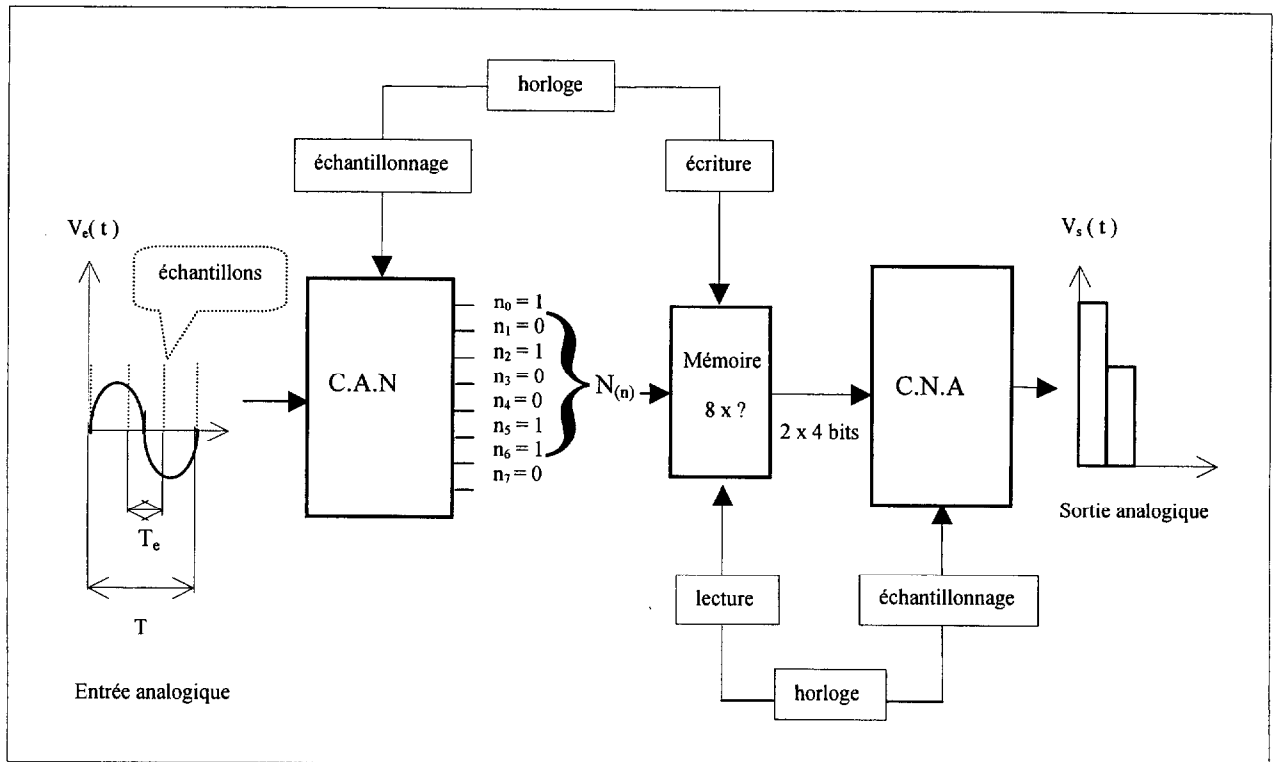 horloge
échantillonnage
écriture
Vₑ( t )
échantillons
Vₛ ( t )
C.A.N
n₀ = 1
n₁ = 0
n₂ = 1
n₃ = 0
n₄ = 0
n₅ = 1
n₆ = 1
n₇ = 0
N₍ₙ₎
Mémoire
8 x ?
2 x 4 bits
C.N.A
Sortie analogique
Tₑ
T
Entrée analogique
lecture
échantillonnage
horloge